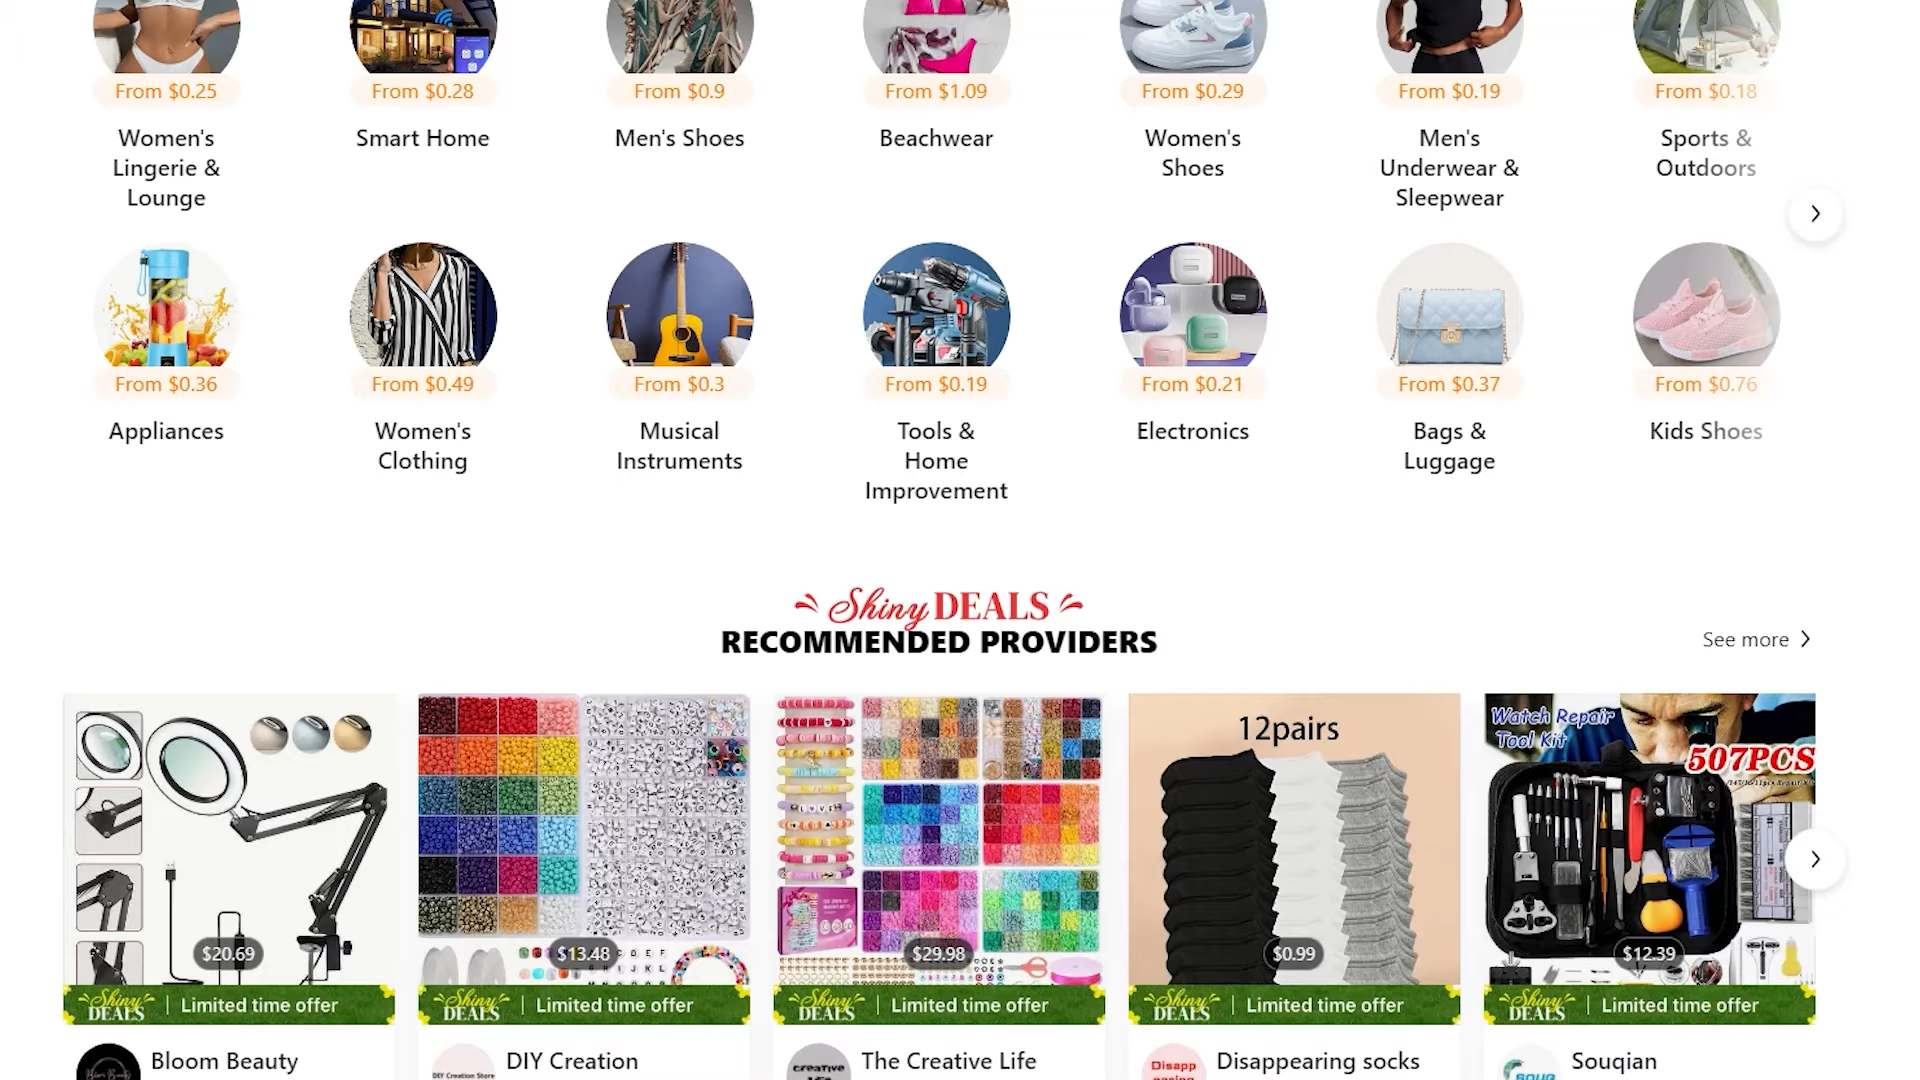 From $0.25
From $0.28
From $0.9
From $1.09
From $0.29
From $0.19
From $0.18
Women's
Lingerie &
Lounge
Smart Home
Men's Shoes
Beachwear
Women's
Shoes
Men's
Underwear &
Sleepwear
Sports &
Outdoors
From $0.36
From $0.49
From $0.3
From $0.19
From $0.21
From $0.37
From $0.76
Appliances
Women's
Clothing
Musical
Instruments
Tools &
Home
Improvement
Electronics
Bags &
Luggage
Kids Shoes
Shiny DEALS
RECOMMENDED PROVIDERS
See more
12pairs
Watch Repair
Tool Kit
507PCS
LOVE
$20.69
$13.48
$29.98
$0.99
$12.39
Shiny DEALS | Limited time offer
Shiny DEALS | Limited time offer
Shiny DEALS | Limited time offer
Shiny DEALS | Limited time offer
Shiny DEALS | Limited time offer
Bloom Beauty
DIY Creation Store
DIY Creation
creative
The Creative Life
Disapp
Disappearing socks
Souqian